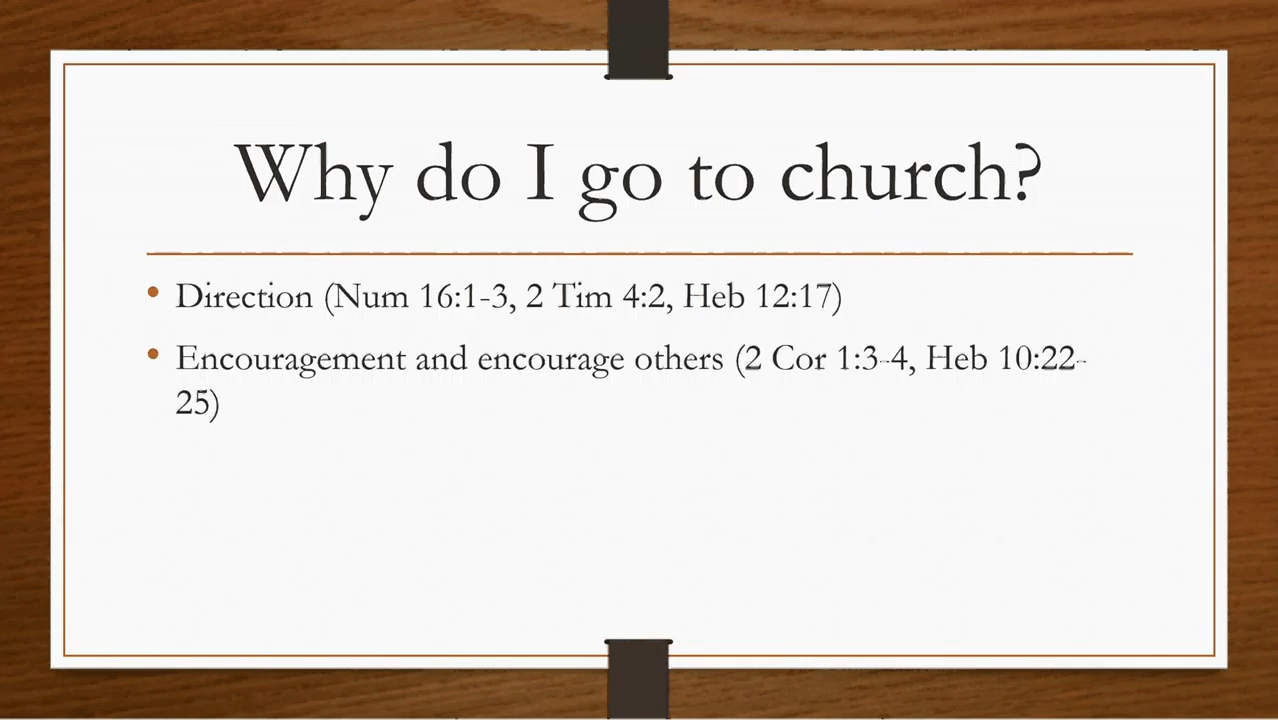 Why do I go to church?
• Direction (Num 16:1-3, 2 Tim 4:2, Heb 12:17)
• Encouragement and encourage others (2 Cor 1:3-4, Heb 10:22-
25)